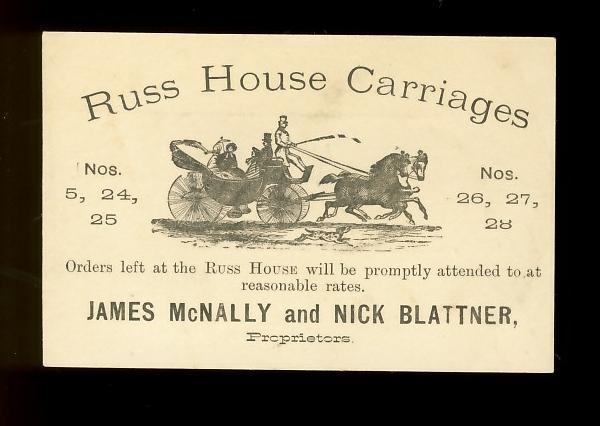 Russ House Carriages
Nos.
5, 24,
25
Nos.
26, 27,
28
Orders left at the RUSS HOUSE will be promptly attended to at
reasonable rates.
JAMES McNALLY and NICK BLATTNER,
Proprietors.